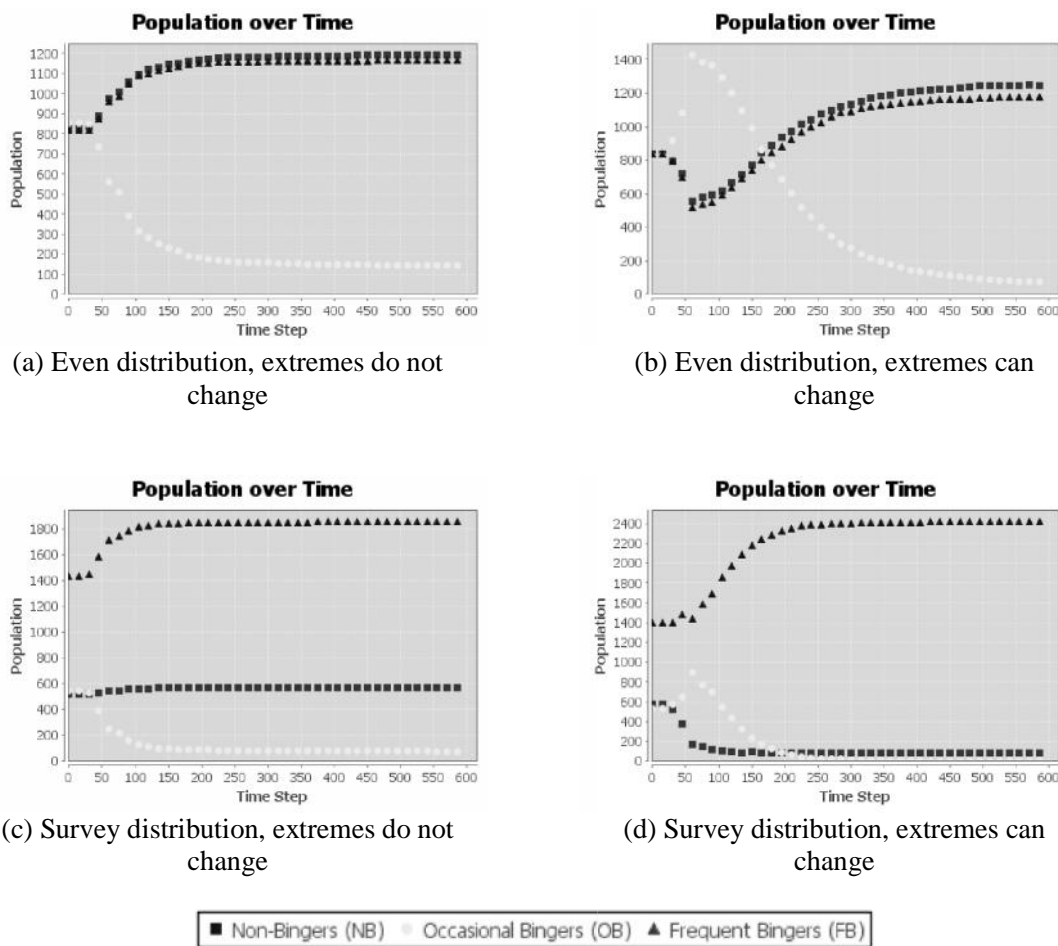 Population over Time
1200
1100
1000
900
800
700
600
500
400
300
200
100
0
Population
0 50 100 150 200 250 300 350 400 450 500 550 600
Time Step
(a) Even distribution, extremes do not
change
Population over Time
1400
1200
1000
800
600
400
200
0
Population
0 50 100 150 200 250 300 350 400 450 500 550 600
Time Step
(b) Even distribution, extremes can
change
Population over Time
1800
1600
1400
1200
1000
800
600
400
200
0
Population
0 50 100 150 200 250 300 350 400 450 500 550 600
Time Step
(c) Survey distribution, extremes do not
change
Population over Time
2400
2200
2000
1800
1600
1400
1200
1000
800
600
400
200
0
Population
0 50 100 150 200 250 300 350 400 450 500 550 600
Time Step
(d) Survey distribution, extremes can
change
Non-Bingers (NB) Occasional Bingers (OB) Frequent Bingers (FB)